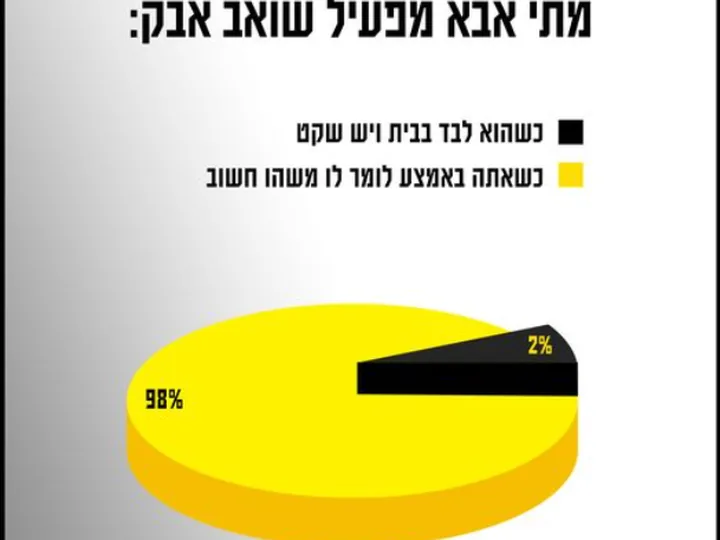 מתי אבא מפעיל שואב אבק:
כשהוא לבד בבית ויש שקט
כשאתה באמצע לומר לו משהו חשוב
2%
98%